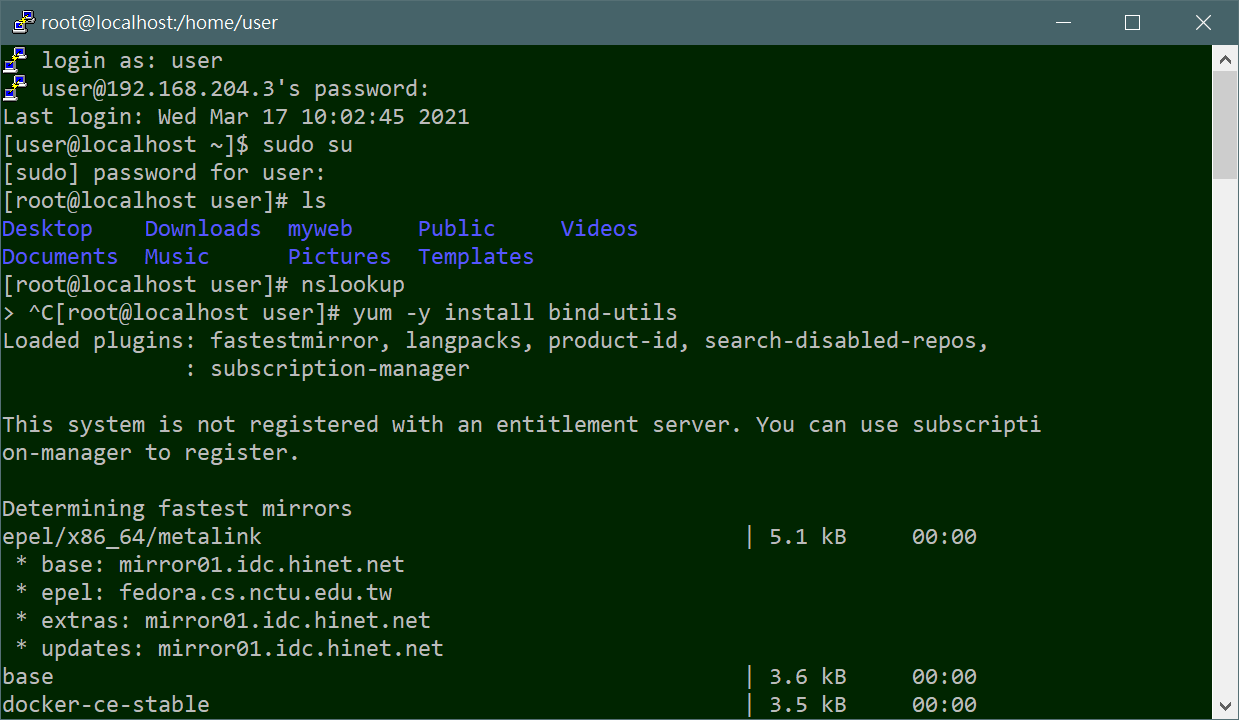 root@localhost:/home/user
login as: user
user@192.168.204.3's password:
Last login: Wed Mar 17 10:02:45 2021
[user@localhost ~]$ sudo su
[sudo] password for user:
[root@localhost user]# ls
Desktop    Downloads  myweb     Public     Videos
Documents  Music      Pictures  Templates
[root@localhost user]# nslookup
> ^C[root@localhost user]# yum -y install bind-utils
Loaded plugins: fastestmirror, langpacks, product-id, search-disabled-repos,
              : subscription-manager
This system is not registered with an entitlement server. You can use subscripti
on-manager to register.
Determining fastest mirrors
epel/x86_64/metalink                                     | 5.1 kB     00:00
 * base: mirror01.idc.hinet.net
 * epel: fedora.cs.nctu.edu.tw
 * extras: mirror01.idc.hinet.net
 * updates: mirror01.idc.hinet.net
base                                                     | 3.6 kB     00:00
docker-ce-stable                                         | 3.5 kB     00:00